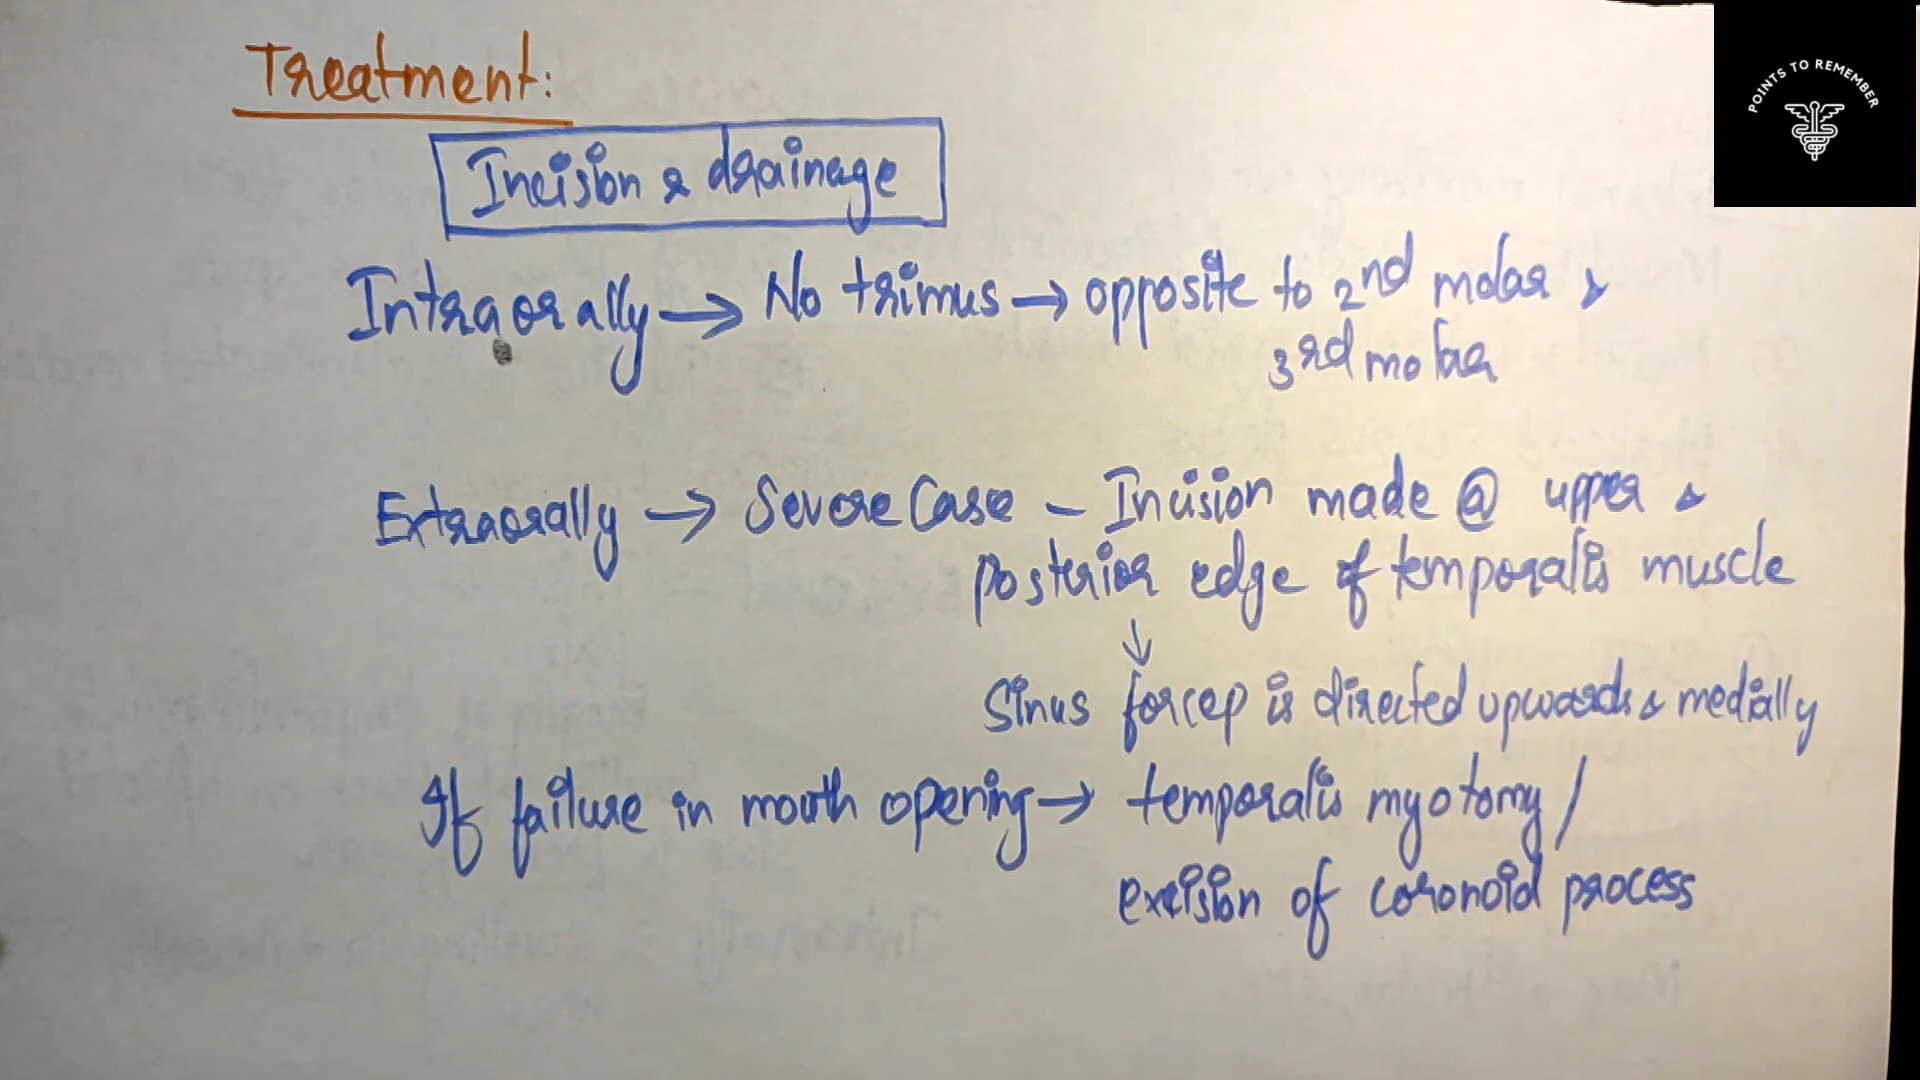 POINTS TO REMEMBER
Treatment:
Incision & drainage
Intraorally → No trimus → opposite to 2nd molar &
3rd molar
Extraorally → Severe Case – Incision made @ upper &
posterior edge of temporalis muscle
↓
Sinus forcep is directed upwards & medially
If failure in mouth opening → temporalis myotomy /
excision of coronoid process